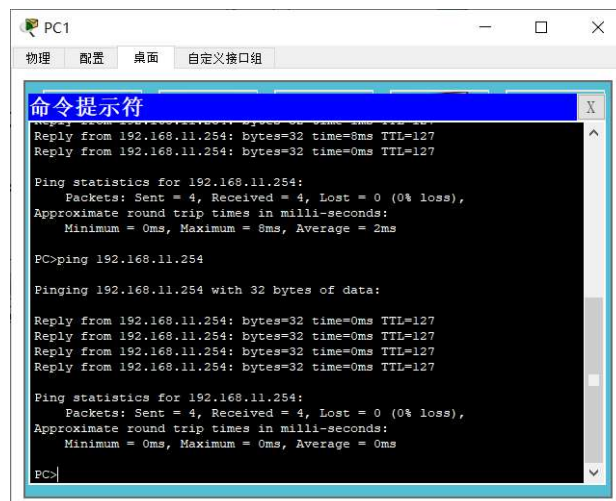 PC1
物理 配置 桌面 自定义接口组
命令提示符
X
Reply from 192.168.11.254: bytes=32 time=8ms TTL=127
Reply from 192.168.11.254: bytes=32 time=0ms TTL=127
Ping statistics for 192.168.11.254:
Packets: Sent = 4, Received = 4, Lost = 0 (0% loss),
Approximate round trip times in milli-seconds:
Minimum = 0ms, Maximum = 8ms, Average = 2ms
PC>ping 192.168.11.254
Pinging 192.168.11.254 with 32 bytes of data:
Reply from 192.168.11.254: bytes=32 time=0ms TTL=127
Reply from 192.168.11.254: bytes=32 time=0ms TTL=127
Reply from 192.168.11.254: bytes=32 time=0ms TTL=127
Reply from 192.168.11.254: bytes=32 time=0ms TTL=127
Ping statistics for 192.168.11.254:
Packets: Sent = 4, Received = 4, Lost = 0 (0% loss),
Approximate round trip times in milli-seconds:
Minimum = 0ms, Maximum = 0ms, Average = 0ms
PC>